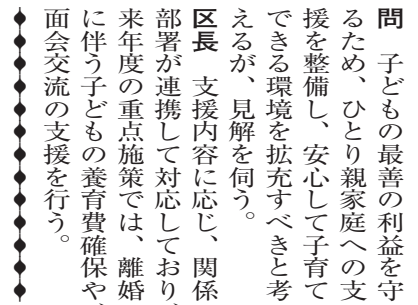 問　子どもの最善の利益を守
るため、ひとり親家庭への支
援を整備し、安心して子育て
できる環境を拡充すべきと考
えるが、見解を伺う。
区長　支援内容に応じ、関係
部署が連携して対応しており、
来年度の重点施策では、離婚
に伴う子どもの養育費確保や、
面会交流の支援を行う。